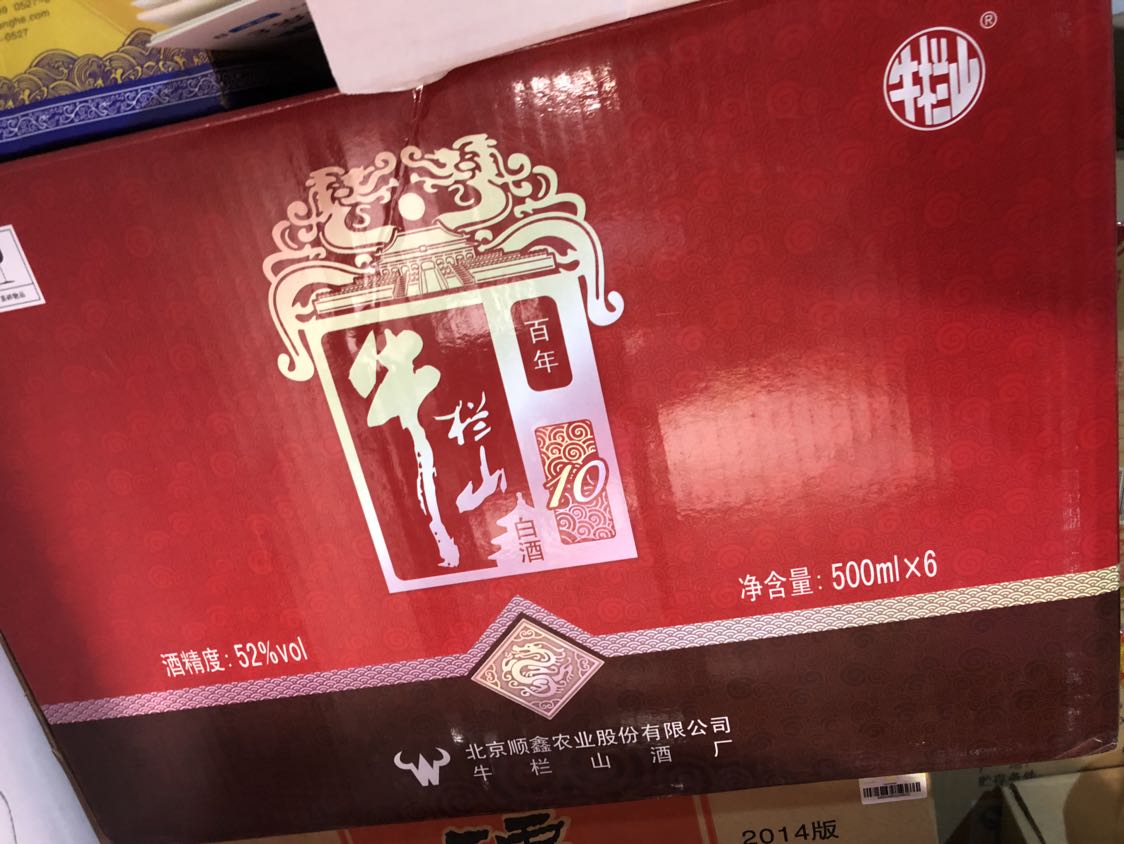 0527
-0527
牛栏山
®
百年
牛栏山
10
白酒
净含量:500ml×6
酒精度:52%vol
北京顺鑫农业股份有限公司
牛栏山酒厂
W
2014版